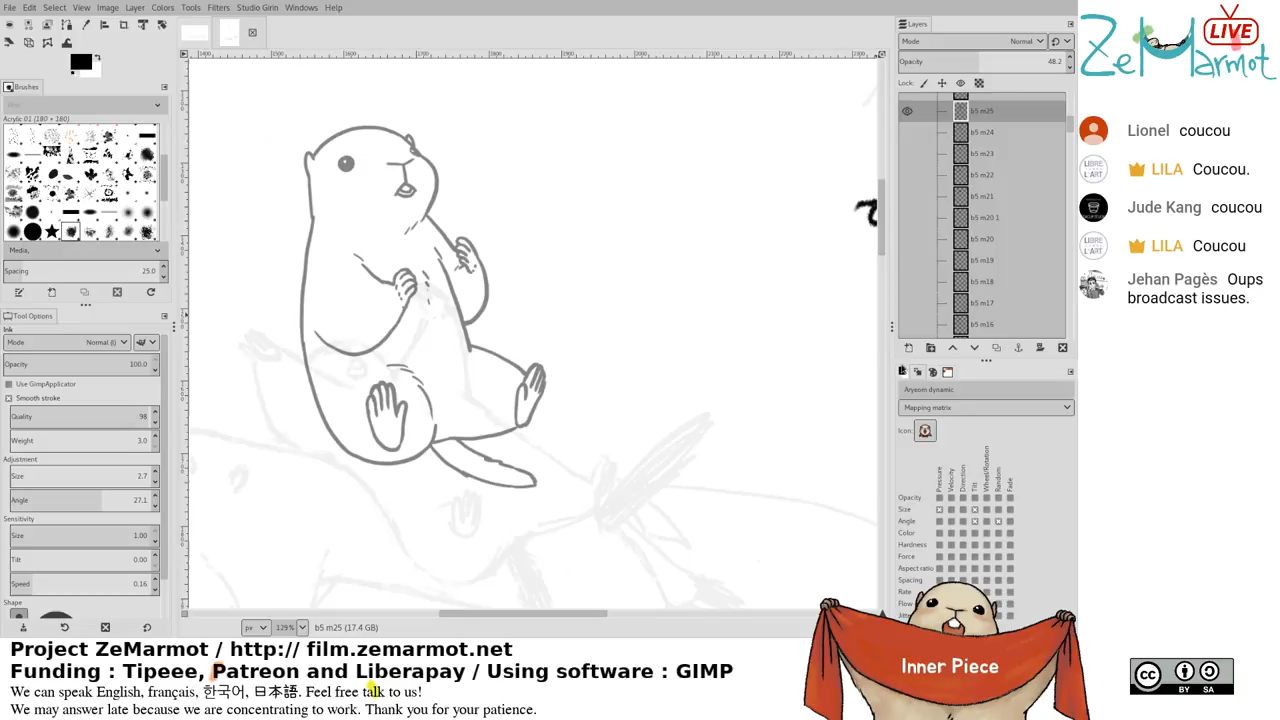 File Edit Select View Image Layer Colors Tools Filters Studio Grin Windows Help
Brushes
Acrylic 01 (180 × 180)
Media,
Spacing 25.0
Tool Options
Ink
Mode Normal (l)
Opacity 100.0
Use GimpApplicator
Smooth stroke
Quality 98
Weight 3.0
Adjustment
Size 2.7
Angle 27.1
Sensitivity
Size 1.00
Tilt 0.00
Speed 0.16
Shape
px 129% b5 m25 (17.4 GB)
Layers
Mode Normal
Opacity 48.2
Lock:
b5 m25
b5 m24
b5 m23
b5 m22
b5 m21
b5 m20 1
b5 m20
b5 m19
b5 m18
b5 m17
b5 m16
Aryeom dynamic
Mapping matrix
Icon:
Pressure Velocity Direction Tilt Wheel/Rotation Random Fade
Opacity
Size
Angle
Color
Hardness
Force
Aspect ratio
Spacing
Rate
Flow
LIVE
ZeMarmot
Lionel coucou
LILA Coucou.
Jude Kang coucou
LILA Coucou
Jehan Pagès Oups
broadcast issues.
Inner Piece
Project ZeMarmot / http:// film.zemarmot.net
Funding : Tipeee, Patreon and Liberapay / Using software : GIMP
We can speak English, français, 한국어, 日本語. Feel free talk to us!
We may answer late because we are concentrating to work. Thank you for your patience.
cc
BY SA